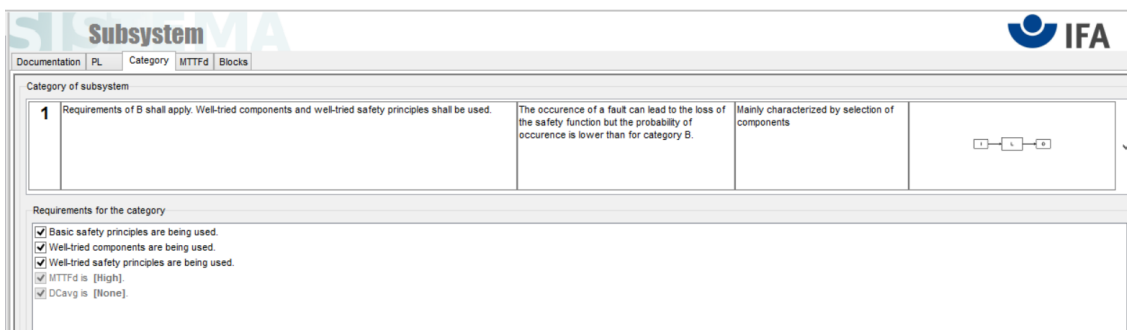 SISTEMA
Subsystem
IFA
Documentation PL Category MTTFd Blocks
Category of subsystem
1
Requirements of B shall apply. Well-tried components and well-tried safety principles shall be used.
The occurence of a fault can lead to the loss of
the safety function but the probability of
occurence is lower than for category B.
Mainly characterized by selection of
components
I L O
Requirements for the category
Basic safety principles are being used.
Well-tried components are being used.
Well-tried safety principles are being used.
MTTFd is [High].
DCavg is [None].